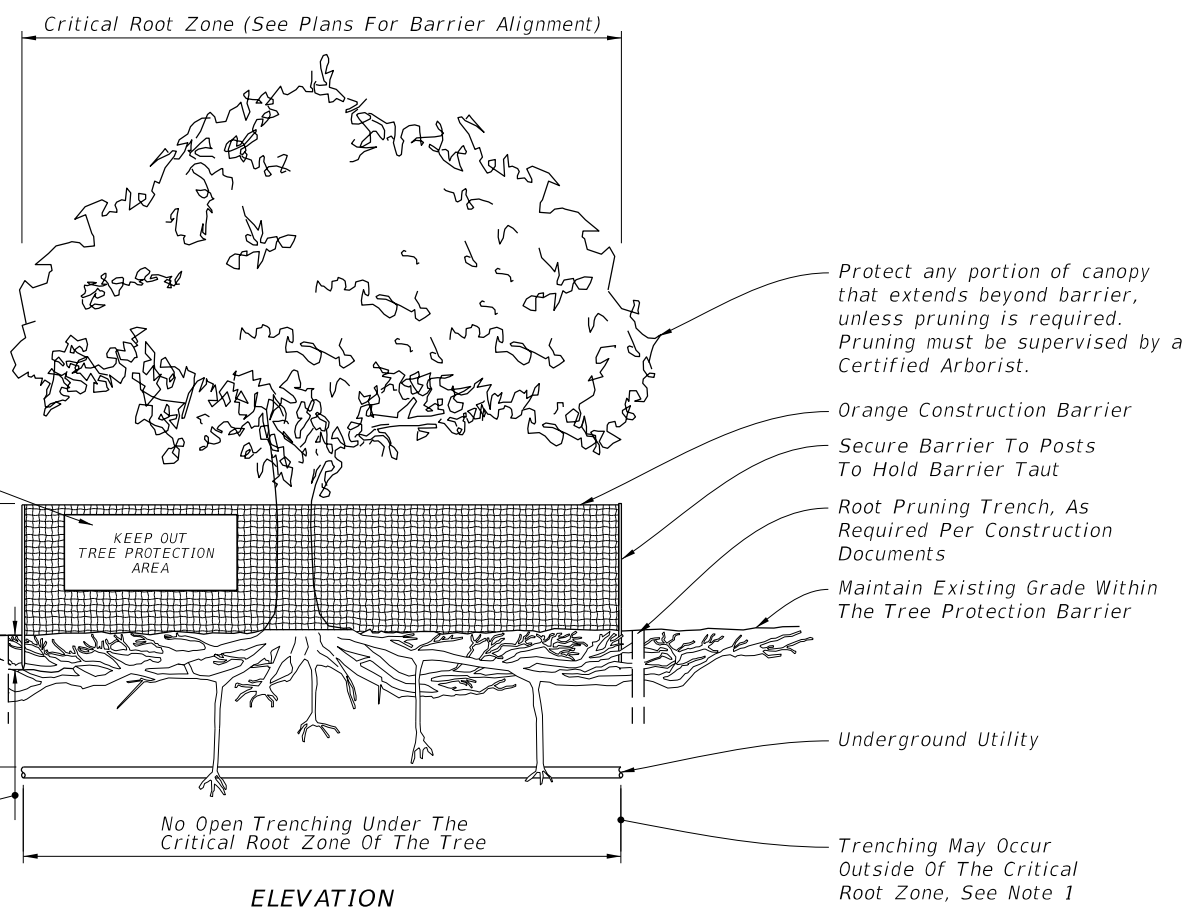 Critical Root Zone (See Plans For Barrier Alignment)
Protect any portion of canopy
that extends beyond barrier,
unless pruning is required.
Pruning must be supervised by a
Certified Arborist.
Orange Construction Barrier
Secure Barrier To Posts
To Hold Barrier Taut
Root Pruning Trench, As
Required Per Construction
Documents
KEEP OUT
TREE PROTECTION
AREA
Maintain Existing Grade Within
The Tree Protection Barrier
Underground Utility
No Open Trenching Under The
Critical Root Zone Of The Tree
Trenching May Occur
Outside Of The Critical
Root Zone, See Note 1
ELEVATION